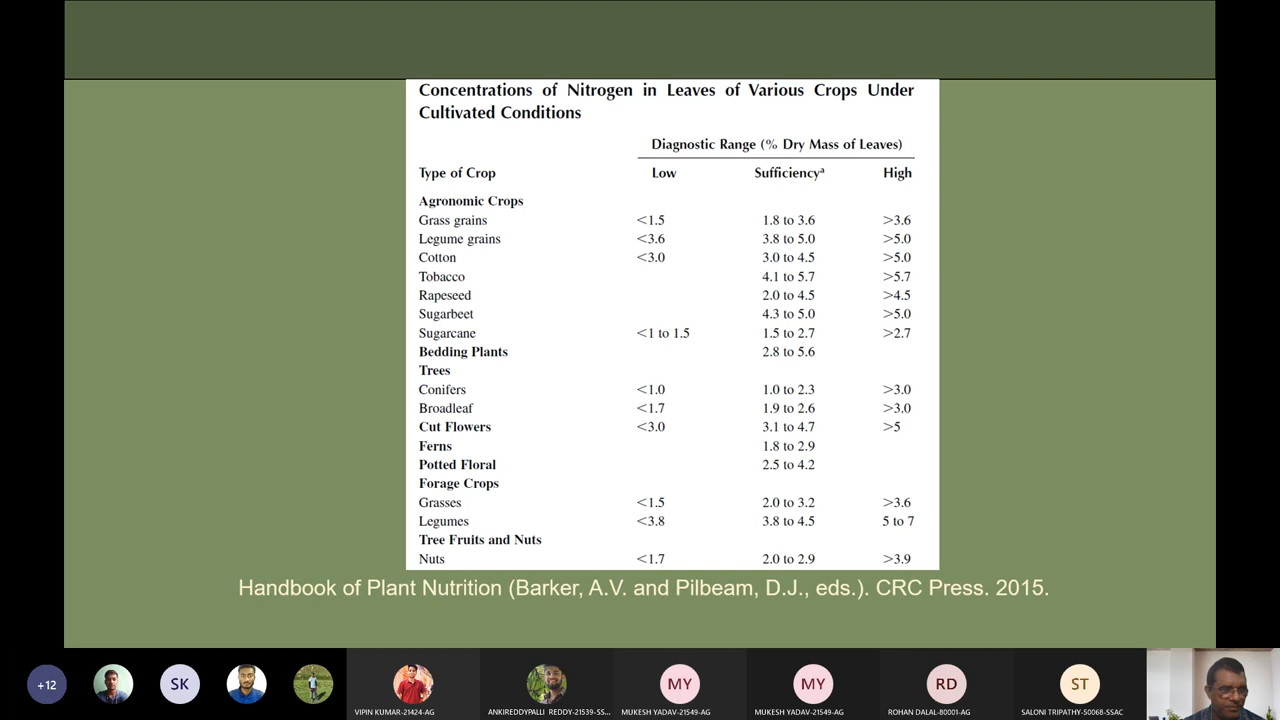 Concentrations of Nitrogen in Leaves of Various Crops Under
Cultivated Conditions
Diagnostic Range (% Dry Mass of Leaves)
Type of Crop Low Sufficiencyᵃ High
Agronomic Crops
Grass grains <1.5 1.8 to 3.6 >3.6
Legume grains <3.6 3.8 to 5.0 >5.0
Cotton <3.0 3.0 to 4.5 >5.0
Tobacco 4.1 to 5.7 >5.7
Rapeseed 2.0 to 4.5 >4.5
Sugarbeet 4.3 to 5.0 >5.0
Sugarcane <1 to 1.5 1.5 to 2.7 >2.7
Bedding Plants 2.8 to 5.6
Trees
Conifers <1.0 1.0 to 2.3 >3.0
Broadleaf <1.7 1.9 to 2.6 >3.0
Cut Flowers <3.0 3.1 to 4.7 >5
Ferns 1.8 to 2.9
Potted Floral 2.5 to 4.2
Forage Crops
Grasses <1.5 2.0 to 3.2 >3.6
Legumes <3.8 3.8 to 4.5 5 to 7
Tree Fruits and Nuts
Nuts <1.7 2.0 to 2.9 >3.9
Handbook of Plant Nutrition (Barker, A.V. and Pilbeam, D.J., eds.). CRC Press. 2015.
+12 SK MY MY RD ST
VIPIN KUMAR-21424-AG ANKIREDDYPALLI REDDY-21539-SS... MUKESH YADAV-21549-AG MUKESH YADAV-21549-AG ROHAN DALAL-80001-AG SALONI TRIPATHY-50068-SSAC